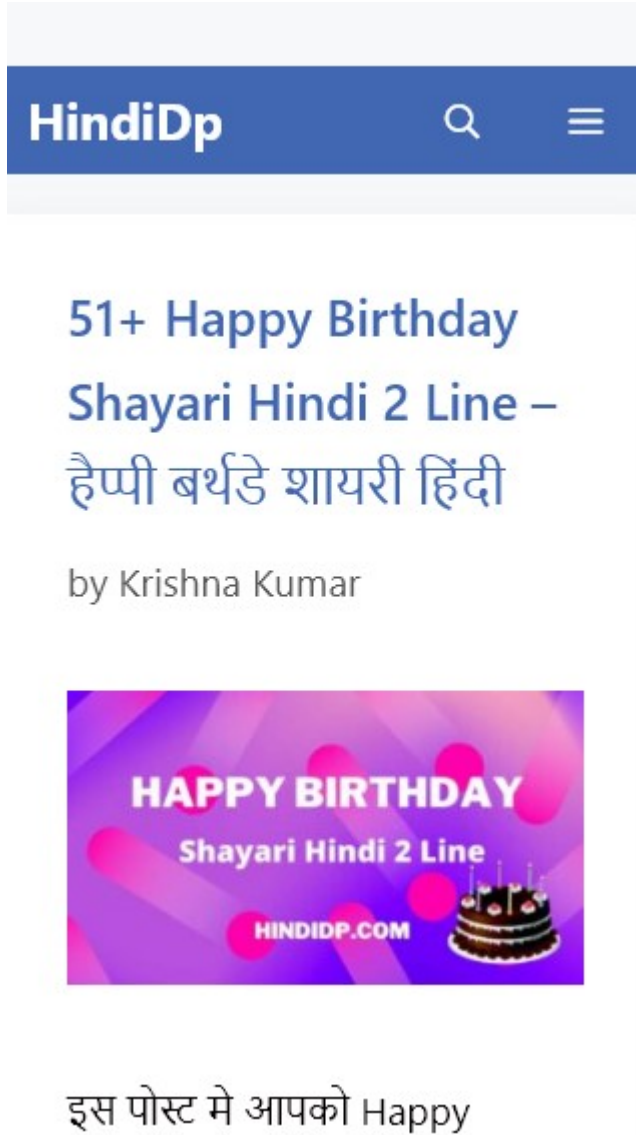 HindiDp
51+ Happy Birthday
Shayari Hindi 2 Line –
हैप्पी बर्थडे शायरी हिंदी
by Krishna Kumar
HAPPY BIRTHDAY
Shayari Hindi 2 Line
HINDIDP.COM
इस पोस्ट मे आपको Happy